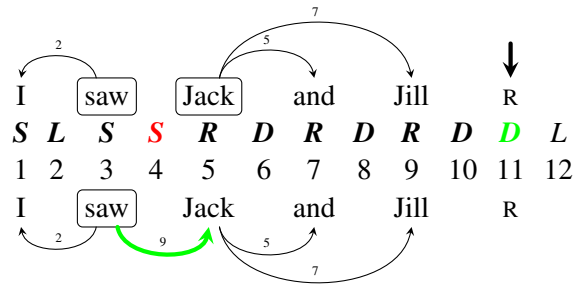 7
2 5
I saw Jack and Jill R
S L S S R D R D R D D L
1 2 3 4 5 6 7 8 9 10 11 12
I saw Jack and Jill R
2 9 5
7